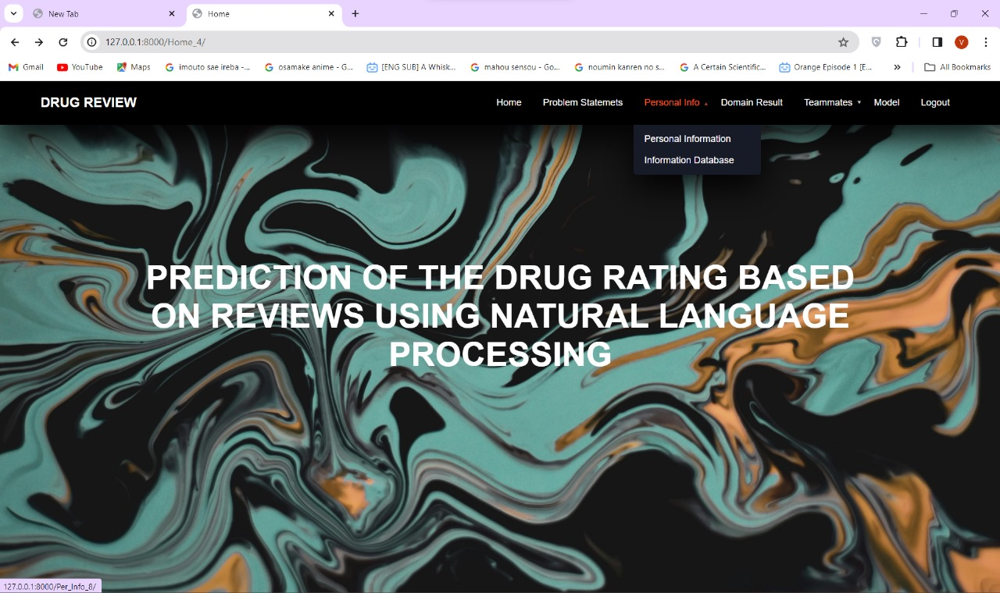 New Tab
Home
127.0.0.1:8000/Home_4/
V
Gmail
YouTube
Maps
imouto sae ireba -...
osamake anime - G...
[ENG SUB] A Whisk...
mahou sensou - Go...
noumin kanren no s...
A Certain Scientific...
Orange Episode 1 [E...
All Bookmarks
DRUG REVIEW
Home
Problem Statemets
Personal Info
Domain Result
Teammates
Model
Logout
Personal Information
Information Database
PREDICTION OF THE DRUG RATING BASED
ON REVIEWS USING NATURAL LANGUAGE
PROCESSING
127.0.0.1:8000/Per_Info_8/